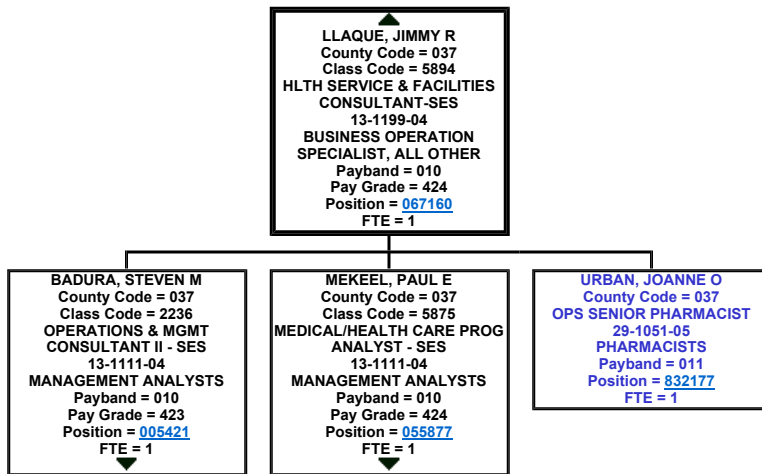 LLAQUE, JIMMY R
County Code = 037
Class Code = 5894
HLTH SERVICE & FACILITIES
CONSULTANT-SES
13-1199-04
BUSINESS OPERATION
SPECIALIST, ALL OTHER
Payband = 010
Pay Grade = 424
Position = 067160
FTE = 1
BADURA, STEVEN M
County Code = 037
Class Code = 2236
OPERATIONS & MGMT
CONSULTANT II - SES
13-1111-04
MANAGEMENT ANALYSTS
Payband = 010
Pay Grade = 423
Position = 005421
FTE = 1
MEKEEL, PAUL E
County Code = 037
Class Code = 5875
MEDICAL/HEALTH CARE PROG
ANALYST - SES
13-1111-04
MANAGEMENT ANALYSTS
Payband = 010
Pay Grade = 424
Position = 055877
FTE = 1
URBAN, JOANNE O
County Code = 037
OPS SENIOR PHARMACIST
29-1051-05
PHARMACISTS
Payband = 011
Position = 832177
FTE = 1